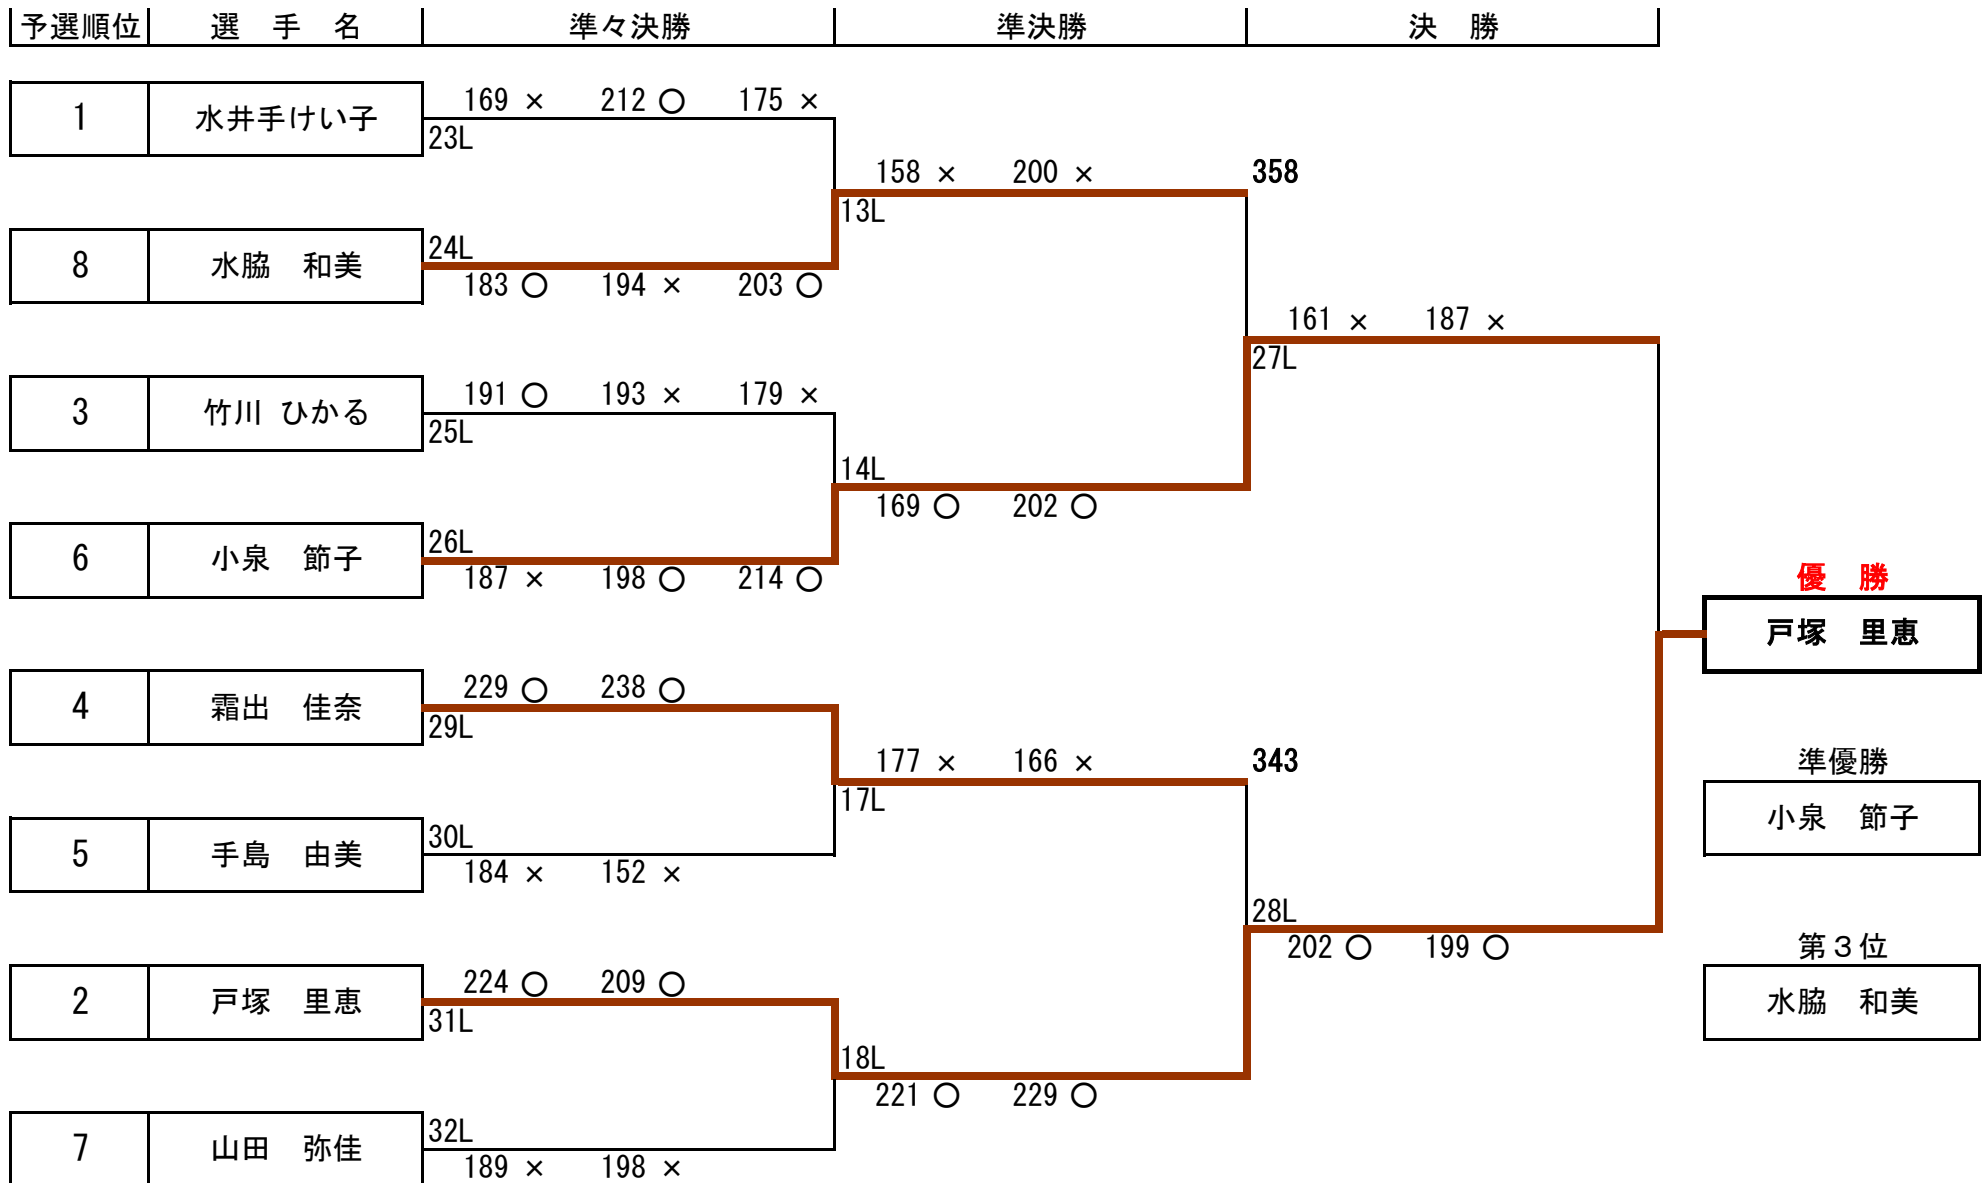 予選順位 選　手　名 準々決勝 準決勝 決　勝
1 水井手けい子 169 × 212 ○ 175 ×
23L
158 × 200 × 358
13L
8 水脇　和美 24L
183 ○ 194 × 203 ○
161 × 187 ×
27L
3 竹川 ひかる 191 ○ 193 × 179 ×
25L
14L
169 ○ 202 ○
6 小泉　節子 26L
187 × 198 ○ 214 ○
優　勝
戸塚　里恵
4 霜出　佳奈 229 ○ 238 ○
29L
177 × 166 × 343
17L
準優勝
小泉　節子
5 手島　由美 30L
184 × 152 ×
28L
202 ○ 199 ○
第３位
水脇　和美
2 戸塚　里恵 224 ○ 209 ○
31L
18L
221 ○ 229 ○
7 山田　弥佳 32L
189 × 198 ×